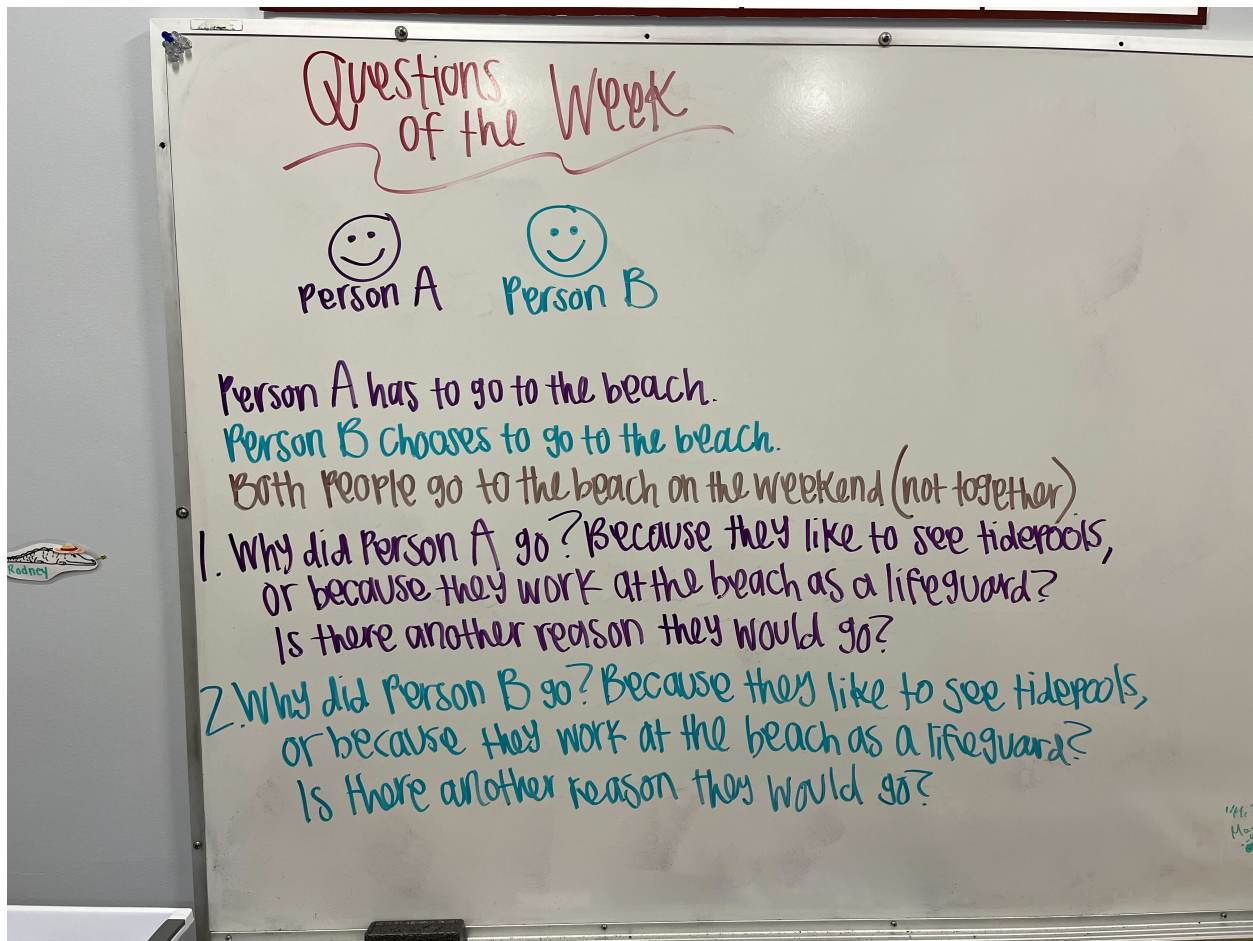 Questions
of the Week
Person A Person B
Person A has to go to the beach.
Person B chooses to go to the beach.
Both people go to the beach on the weekend (not together)
1. Why did Person A go? Because they like to see tidepools,
or because they work at the beach as a lifeguard?
Is there another reason they would go?
2. Why did Person B go? Because they like to see tidepools,
or because they work at the beach as a lifeguard?
Is there another reason they would go?
Rodney